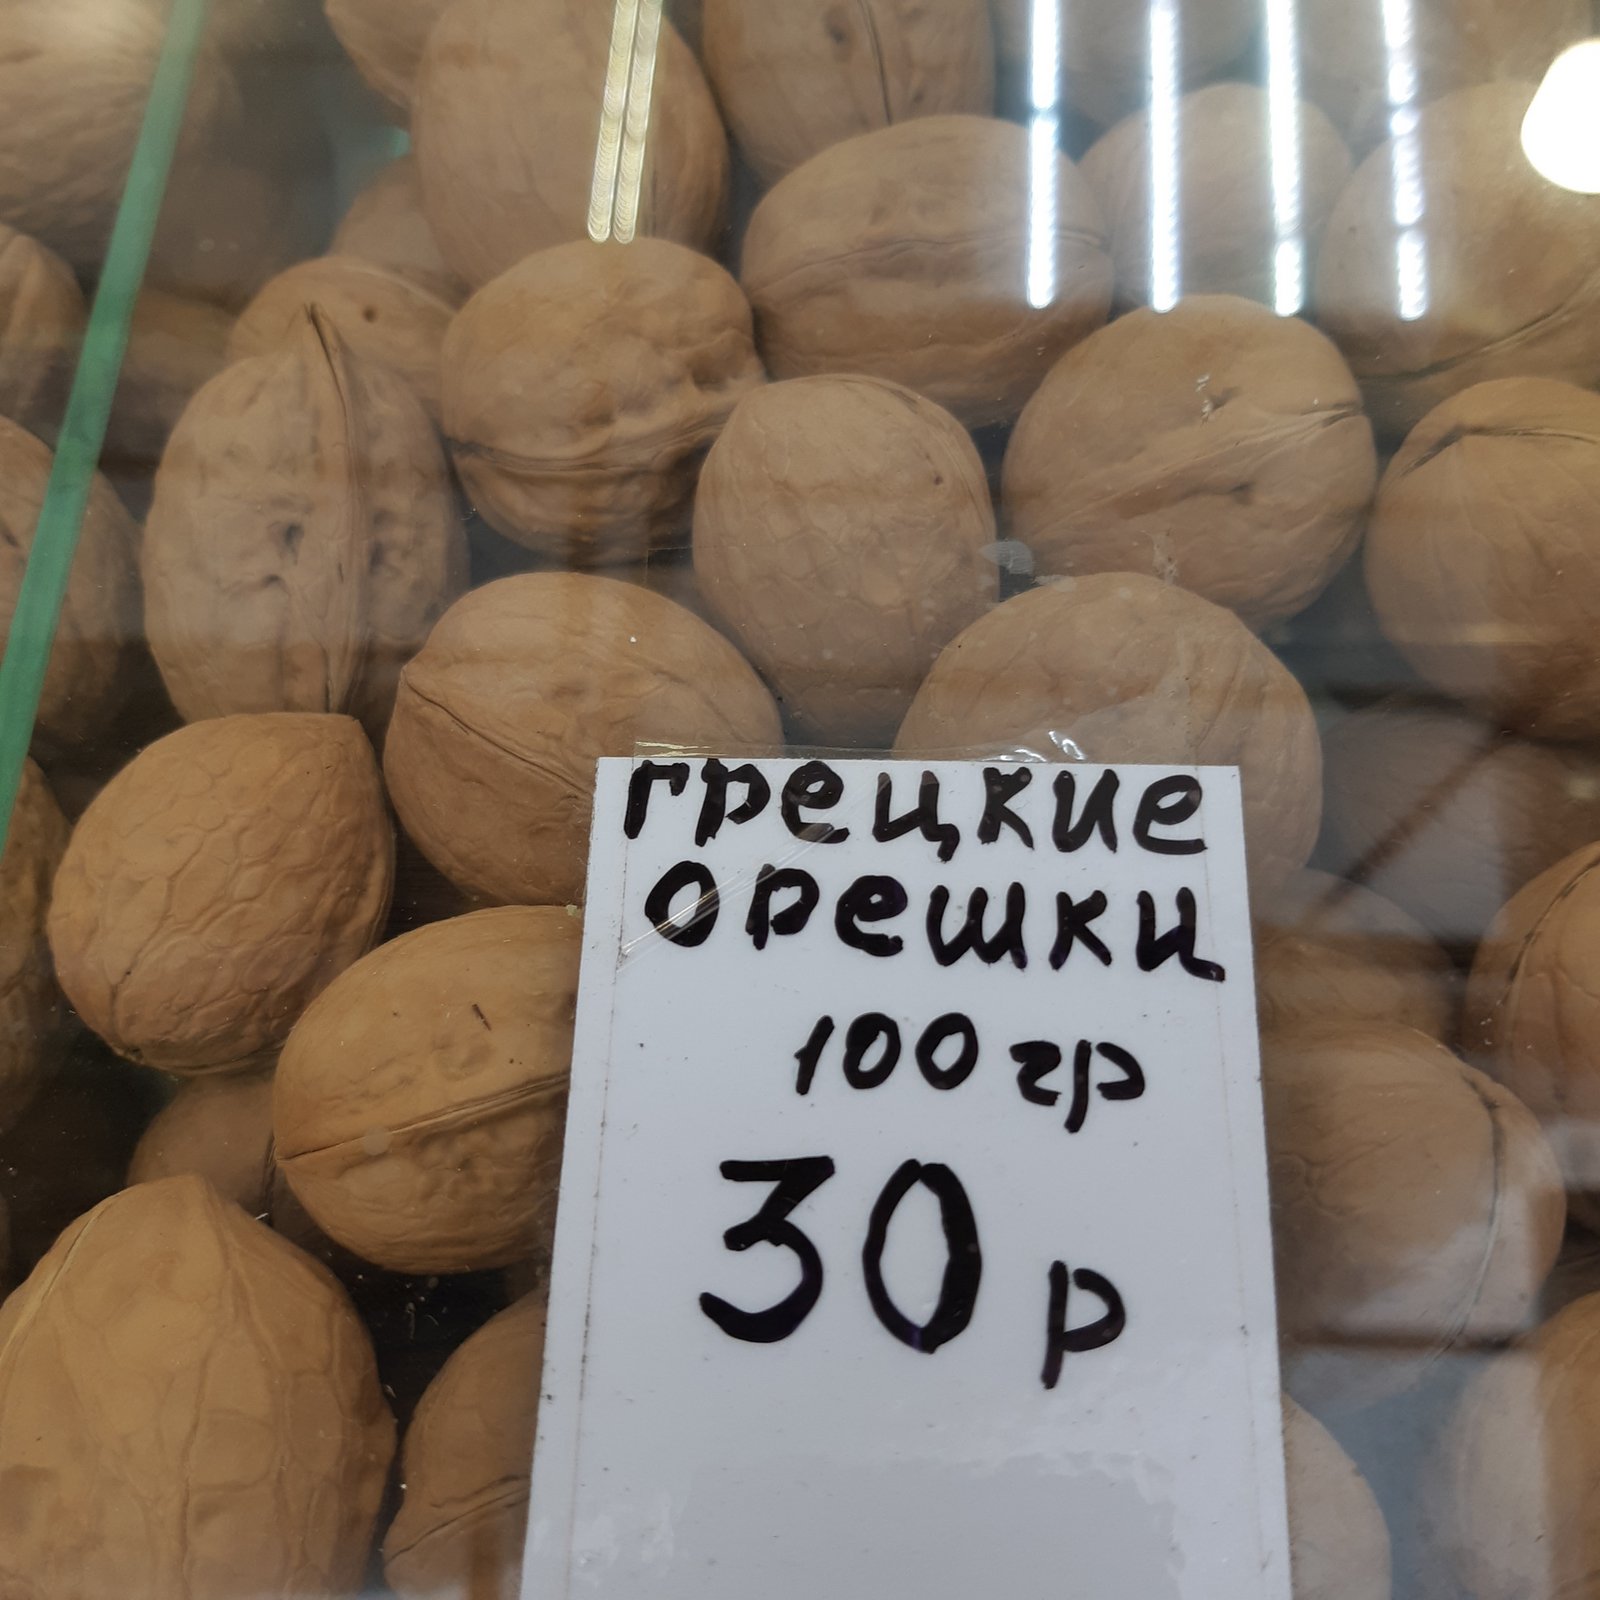 грецкие
орешки
100 гр
30 р